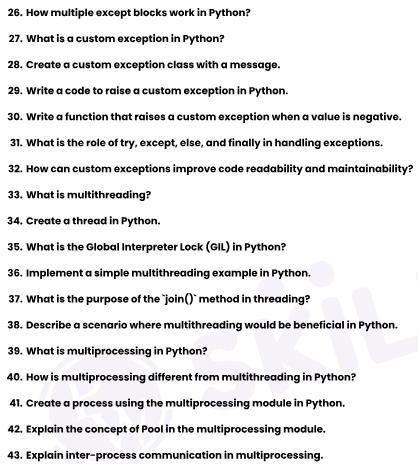 26. How multiple except blocks work in Python?
27. What is a custom exception in Python?
28. Create a custom exception class with a message.
29. Write a code to raise a custom exception in Python.
30. Write a function that raises a custom exception when a value is negative.
31. What is the role of try, except, else, and finally in handling exceptions.
32. How can custom exceptions improve code readability and maintainability?
33. What is multithreading?
34. Create a thread in Python.
35. What is the Global Interpreter Lock (GIL) in Python?
36. Implement a simple multithreading example in Python.
37. What is the purpose of the `join()` method in threading?
38. Describe a scenario where multithreading would be beneficial in Python.
39. What is multiprocessing in Python?
40. How is multiprocessing different from multithreading in Python?
41. Create a process using the multiprocessing module in Python.
42. Explain the concept of Pool in the multiprocessing module.
43. Explain inter-process communication in multiprocessing.